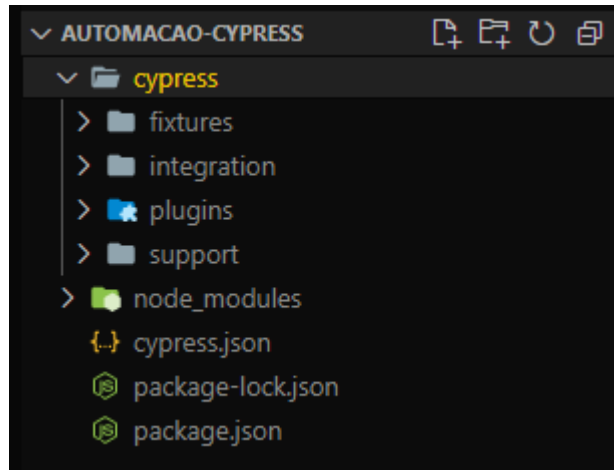 AUTOMACAO-CYPRESS
cypress
fixtures
integration
plugins
support
node_modules
cypress.json
package-lock.json
package.json